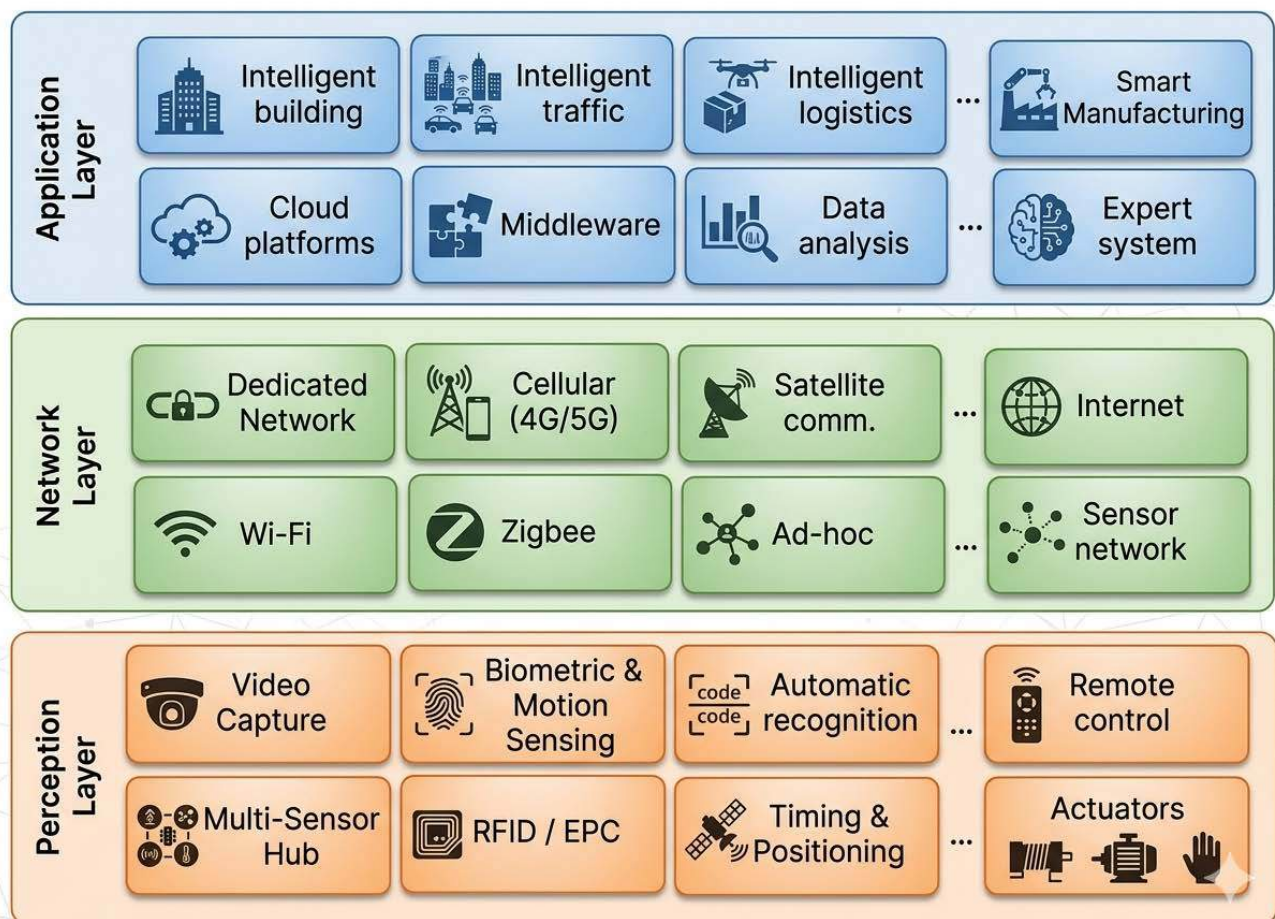 Application
Layer
Intelligent
building
Intelligent
traffic
Intelligent
logistics
...
Smart
Manufacturing
Cloud
platforms
Middleware
Data
analysis
...
Expert
system
Network
Layer
Dedicated
Network
Cellular
(4G/5G)
Satellite
comm.
...
Internet
Wi-Fi
Zigbee
Ad-hoc
...
Sensor
network
Perception
Layer
Video
Capture
Biometric &
Motion
Sensing
code
code
Automatic
recognition
...
Remote
control
Multi-Sensor
Hub
RFID / EPC
Timing &
Positioning
...
Actuators